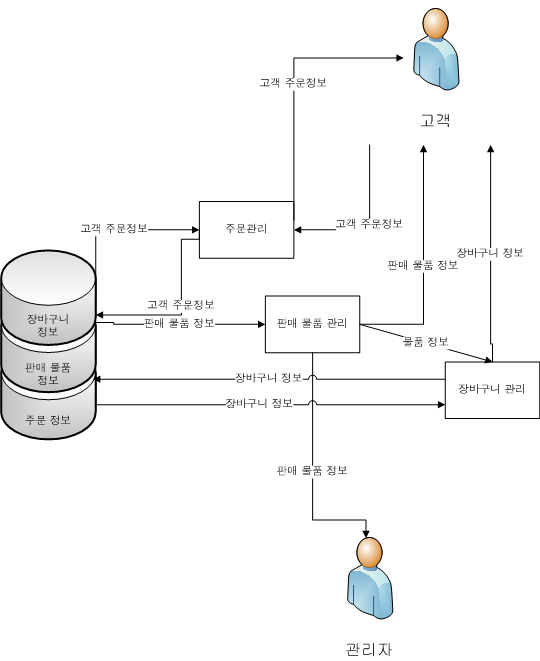 고객 주문정보
고객
고객 주문정보
주문관리
고객 주문정보
장바구니 정보
판매 물품 정보
고객 주문정보
장바구니
정보
판매 물품 정보
판매 물품 관리
물품 정보
판매 물품
정보
장바구니 정보
장바구니 관리
장바구니 정보
주문 정보
판매 물품 정보
관리자